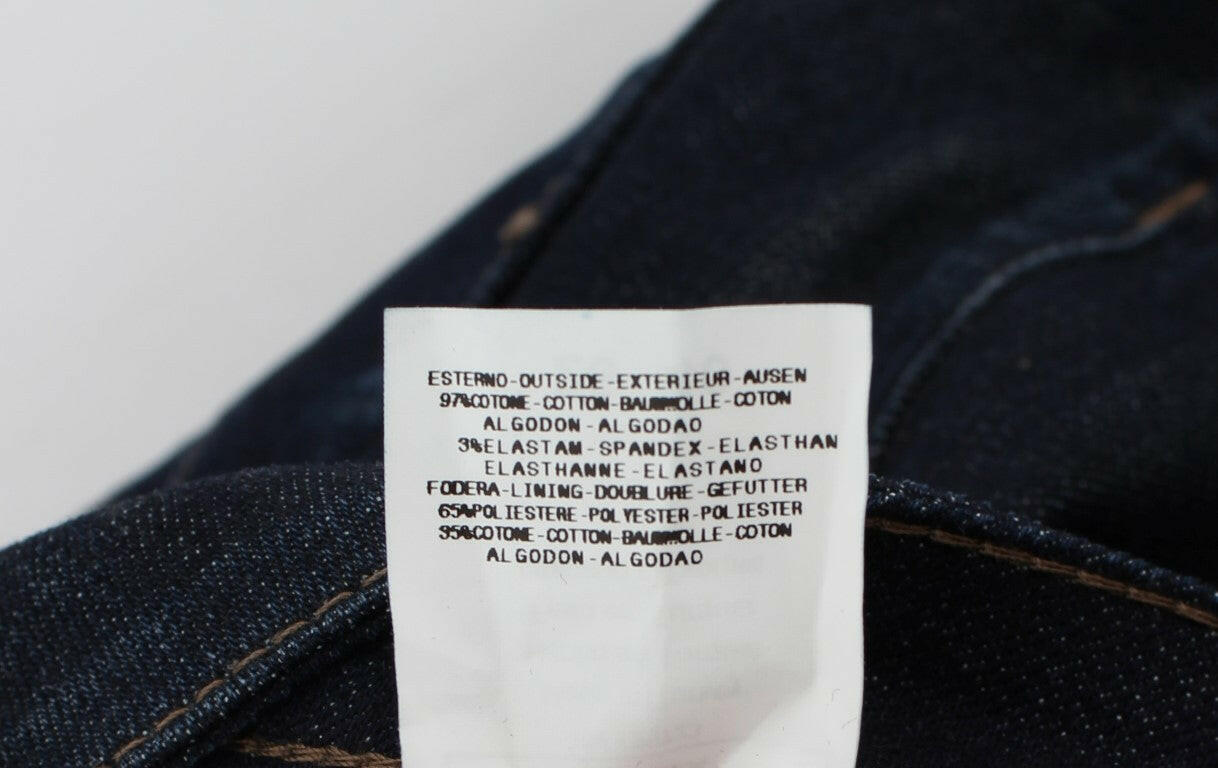 ESTERNO-OUTSIDE-EXTERIEUR-AUSEN
97%COTONE-COTTON-BAUMWOLLE-COTON
ALGODON-ALGODAO
3%ELASTAM-SPANDEX-ELASTHAN
ELASTHANNE-ELASTANO
FODERA-LINING-DOUBLURE-GEFUTTER
65%POLIESTERE-POLYESTER-POLIESTER
35%COTONE-COTTON-BAUMWOLLE-COTON
ALGODON-ALGODAO